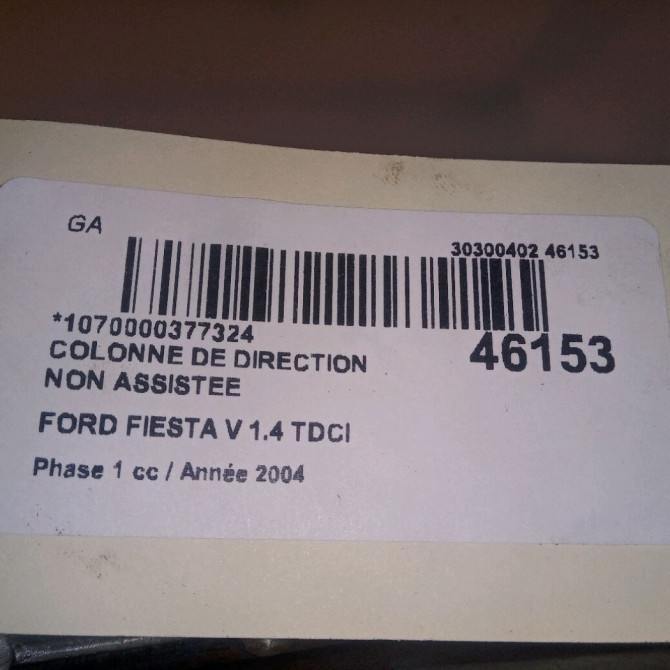 GA
30300402 46153
*1070000377324
46153
COLONNE DE DIRECTION
NON ASSISTEE
FORD FIESTA V 1.4 TDCI
Phase 1 cc / Année 2004